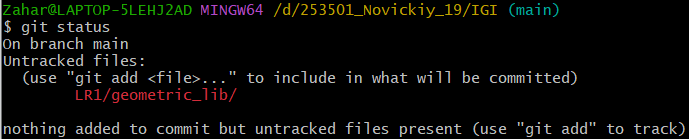 Zahar@LAPTOP-5LEHJ2AD MINGW64 /d/253501_Novickiy_19/IGI (main)
$ git status
On branch main
Untracked files:
  (use "git add <file>..." to include in what will be committed)
        LR1/geometric_lib/

nothing added to commit but untracked files present (use "git add" to track)